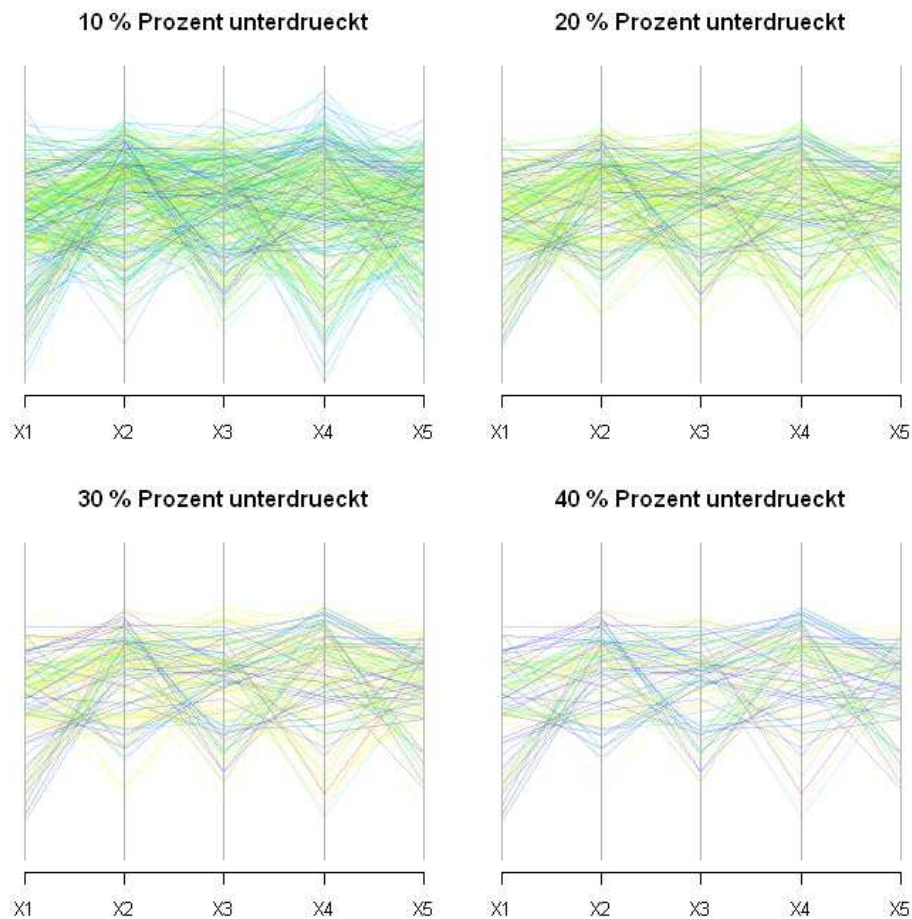 10 % Prozent unterdrueckt
20 % Prozent unterdrueckt
X1 X2 X3 X4 X5
X1 X2 X3 X4 X5
30 % Prozent unterdrueckt
40 % Prozent unterdrueckt
X1 X2 X3 X4 X5
X1 X2 X3 X4 X5